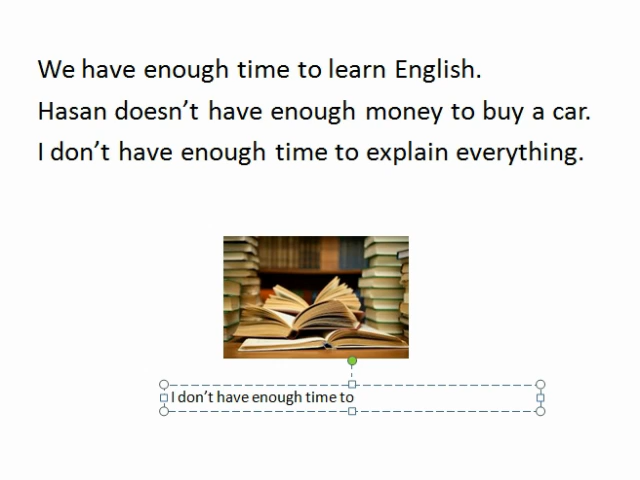 We have enough time to learn English.
Hasan doesn’t have enough money to buy a car.
I don’t have enough time to explain everything.
I don’t have enough time to